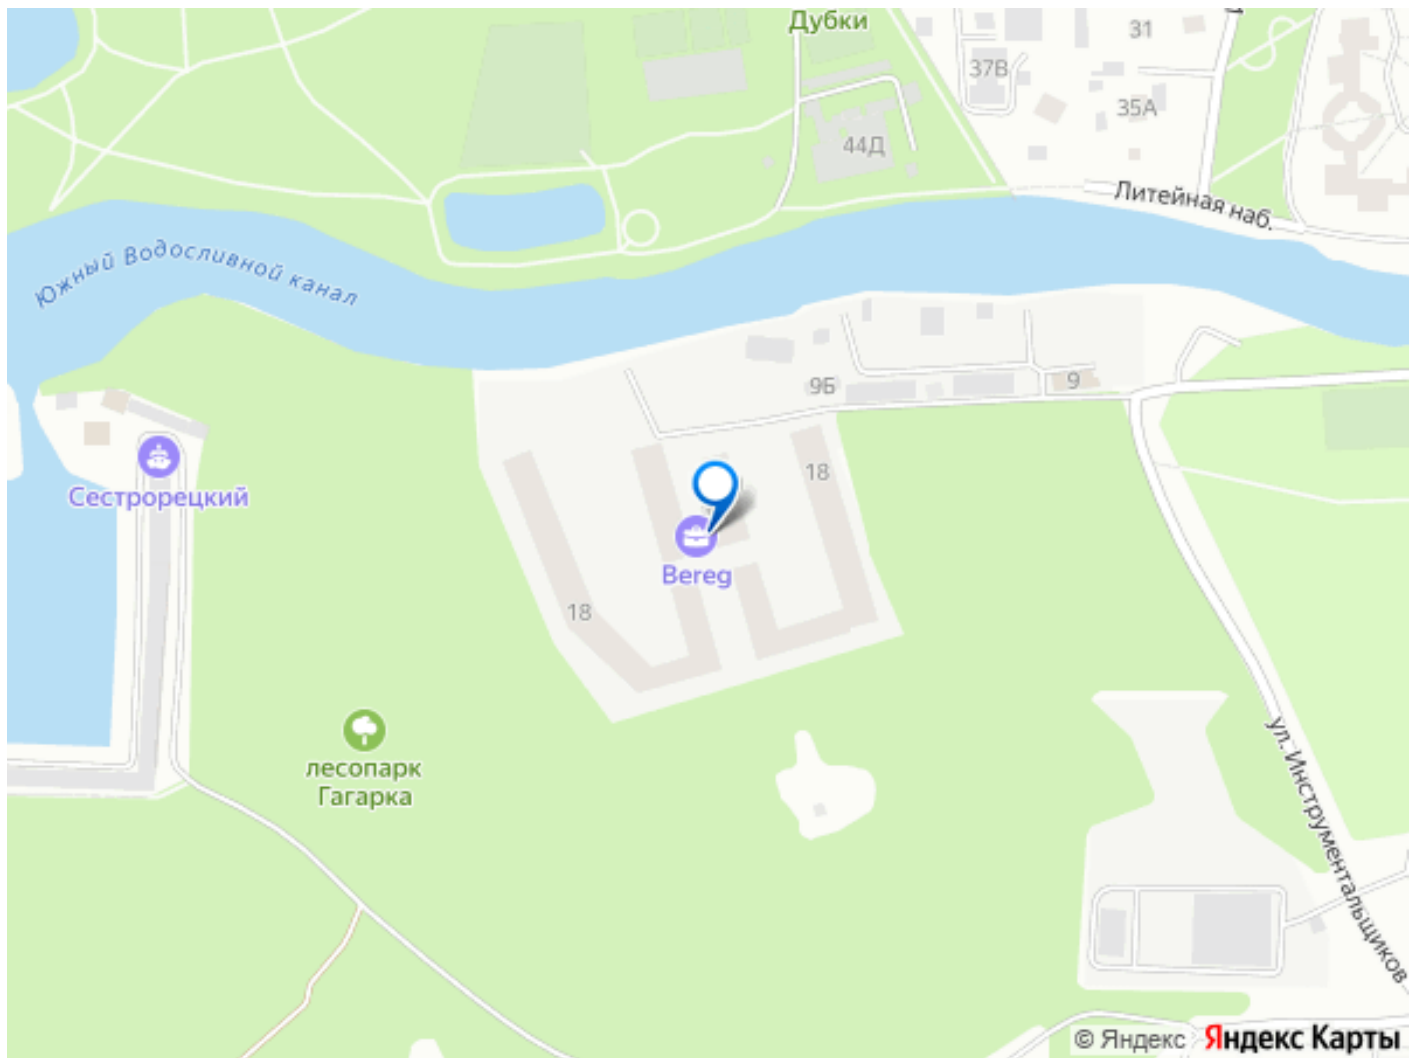 Дубки
31
37В
35А
44Д
Литейная наб.
Южный Водосливной канал
9Б
9
18
Сестрорецкий
Bereg
18
лесопарк
Гагарка
ул. Инструментальщиков
© Яндекс Яндекс Карты